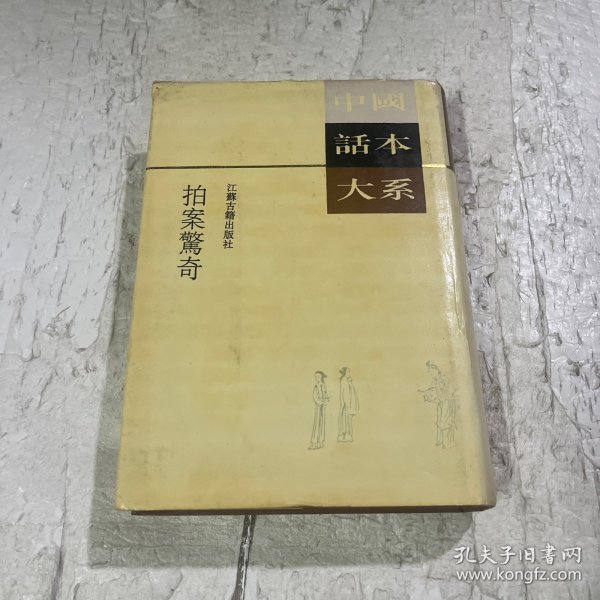 中國
話本
大系
江蘇古籍出版社
拍案驚奇
孔夫子旧书网
www.kongfz.com